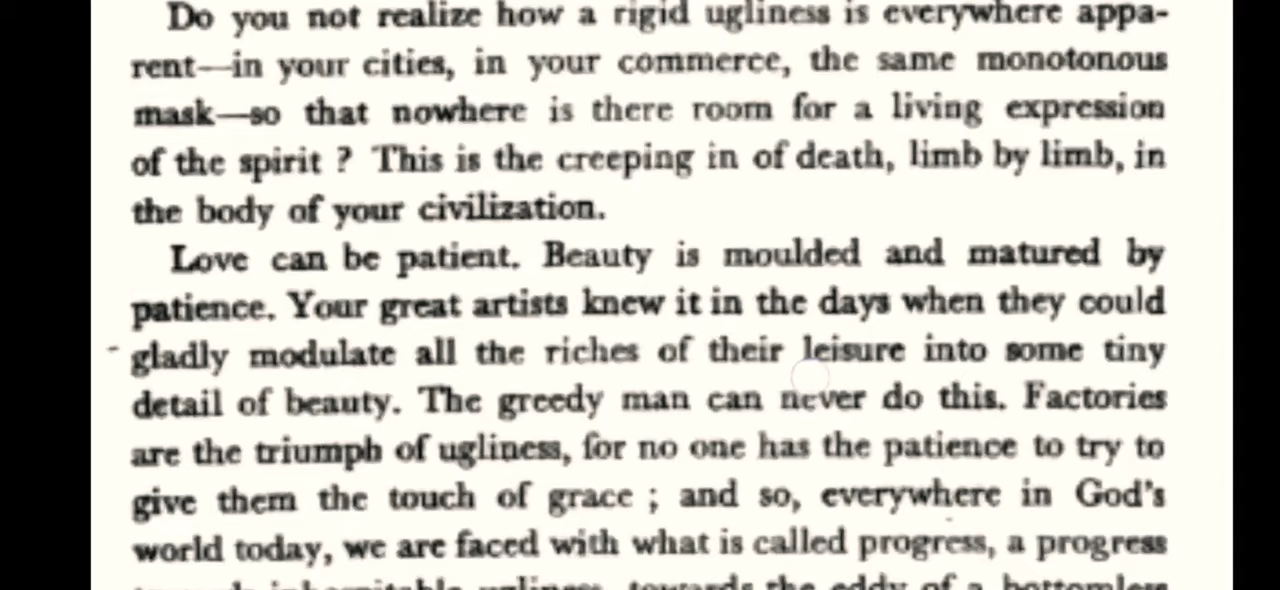 Do you not realize how a rigid ugliness is everywhere appa-
rent—in your cities, in your commerce, the same monotonous
mask—so that nowhere is there room for a living expression
of the spirit ? This is the creeping in of death, limb by limb, in
the body of your civilization.
Love can be patient. Beauty is moulded and matured by
patience. Your great artists knew it in the days when they could
gladly modulate all the riches of their leisure into some tiny
detail of beauty. The greedy man can never do this. Factories
are the triumph of ugliness, for no one has the patience to try to
give them the touch of grace ; and so, everywhere in God's
world today, we are faced with what is called progress, a progress
ugliness, towards the eddy of a bottomless